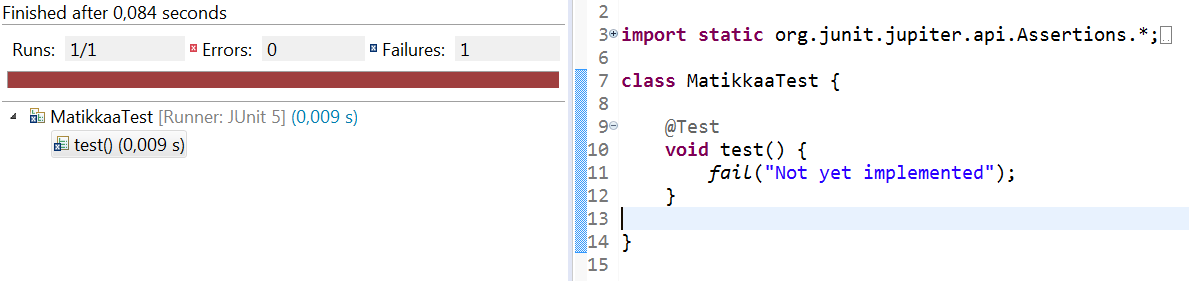 Finished after 0,084 seconds
Runs: 1/1 Errors: 0 Failures: 1
MatikkaaTest [Runner: JUnit 5] (0,009 s)
test() (0,009 s)
2
3 import static org.junit.jupiter.api.Assertions.*;
6
7 class MatikkaaTest {
8
9 @Test
10 void test() {
11 fail("Not yet implemented");
12 }
13
14 }
15